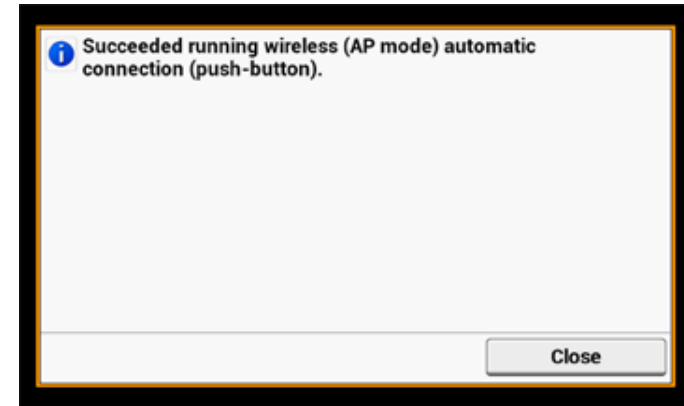 Succeeded running wireless (AP mode) automatic
connection (push-button).
Close